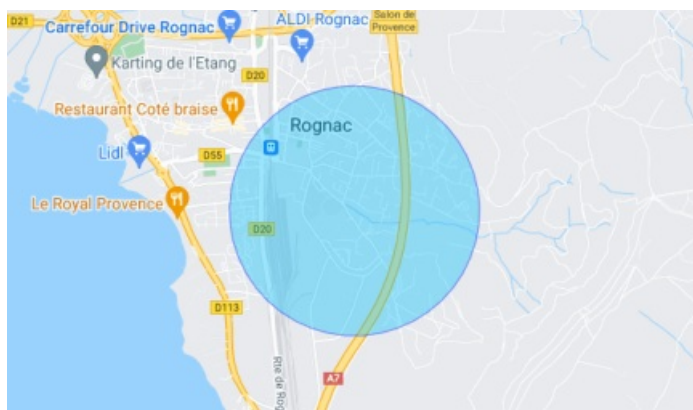 D21
Carrefour Drive Rognac
ALDI Rognac
Salon de
Provence
Karting de l'Etang
D20
Restaurant Coté braise
Rognac
Lidl
D55
Le Royal Provence
D20
D113
Rte de Rog
A7